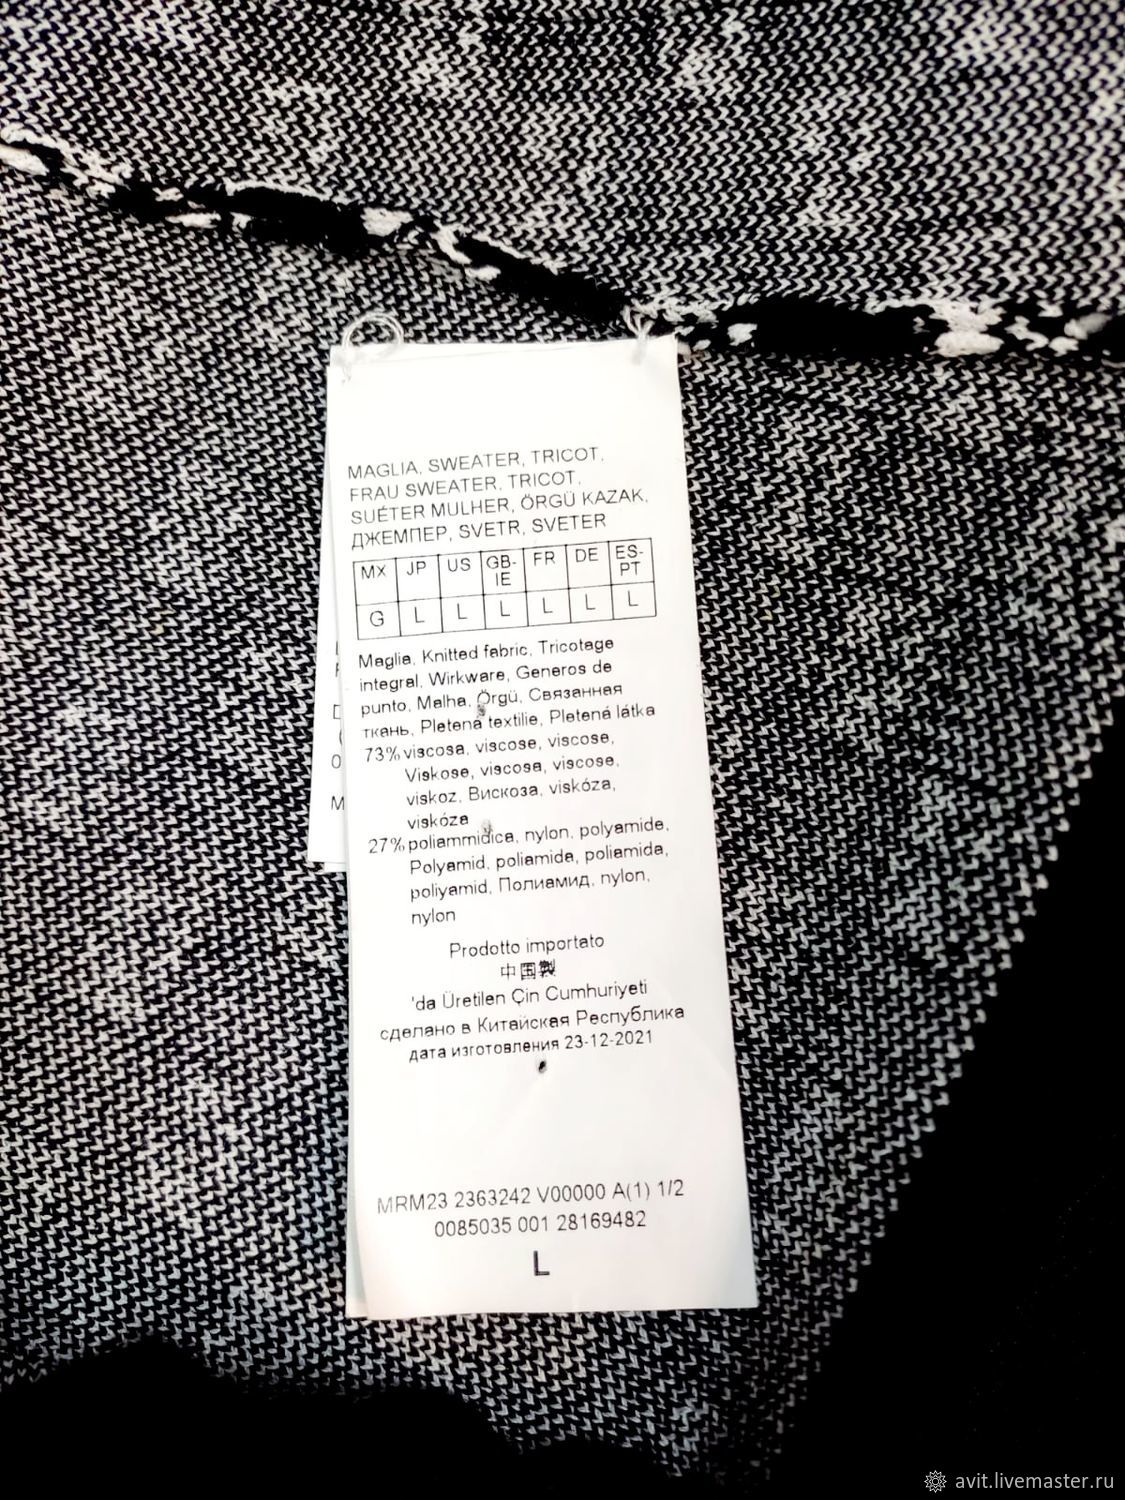 MAGLIA, SWEATER, TRICOT,
FRAU SWEATER, TRICOT,
SUÉTER MULHER, ÖRGÜ KAZAK,
ДЖЕМПЕР, SVETR, SVETER
MX JP US GB-IE FR DE ES-PT
G L L L L L L
Maglia, Knitted fabric, Tricotage
integral, Wirkware, Generos de
punto, Malha, Örgü, Связанная
ткань, Pletená textilie, Pletená látka
73% viscosa, viscose, viscose,
Viskose, viscosa, viscose,
viskoz, Вискоза, viskóza,
viskóza
27% poliammidica, nylon, polyamide,
Polyamid, poliamida, poliamida,
poliyamid, Полиамид, nylon,
nylon
Prodotto importato
中国製
'da Üretilen Çin Cumhuriyeti
сделано в Китайская Республика
дата изготовления 23-12-2021
MRM23 2363242 V00000 A(1) 1/2
0085035 001 28169482
L
avit.livemaster.ru